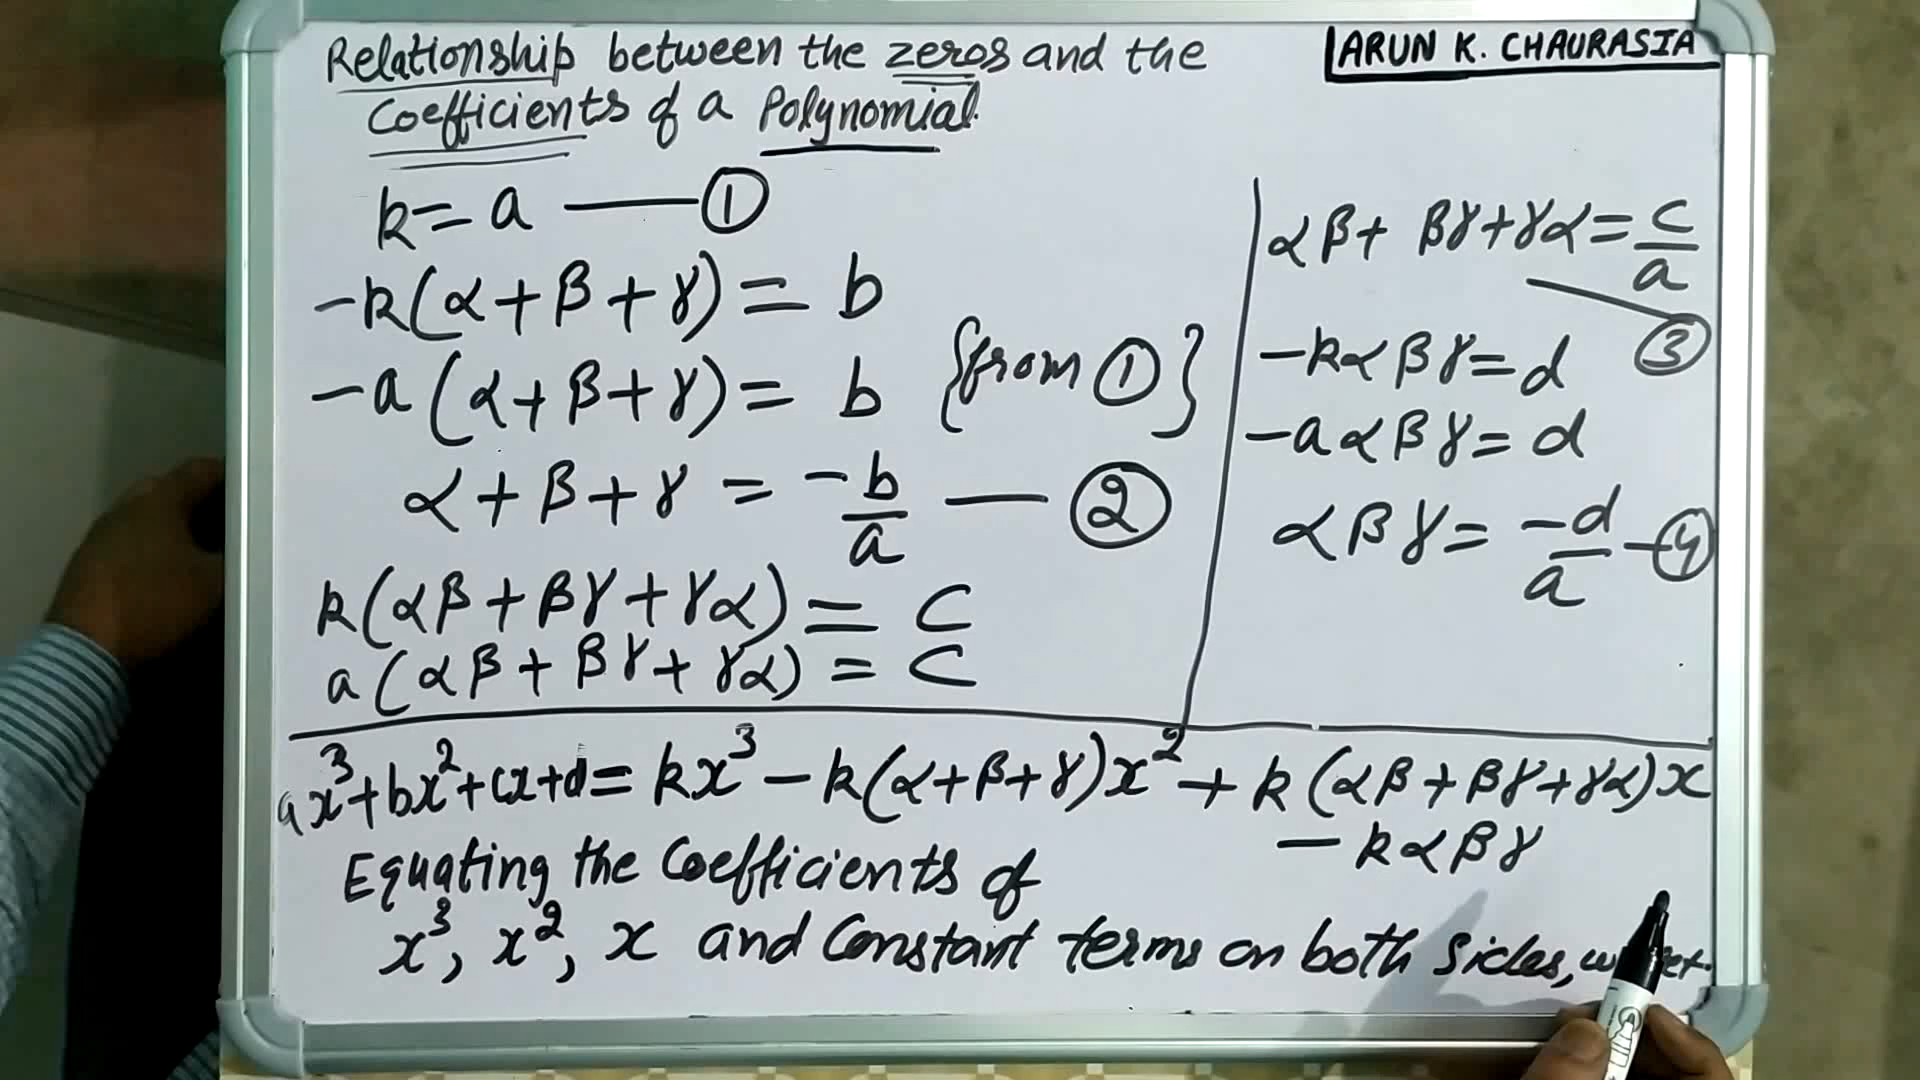 Relationship between the zeros and the
Coefficients of a Polynomial.
ARUN K. CHAURASIA
k = a — ①
-k(α+β+γ) = b
-a(α+β+γ) = b {from ①}
α+β+γ = -b/a — ②
k(αβ+βγ+γα) = C
a(αβ+βγ+γα) = C
αβ+βγ+γα = c/a — ③
-kαβγ = d
-aαβγ = d
αβγ = -d/a — ④
ax³+bx²+cx+d = kx³-k(α+β+γ)x²+k(αβ+βγ+γα)x
-kαβγ
Equating the Coefficients of
x³, x², x and Constant terms on both Sides,